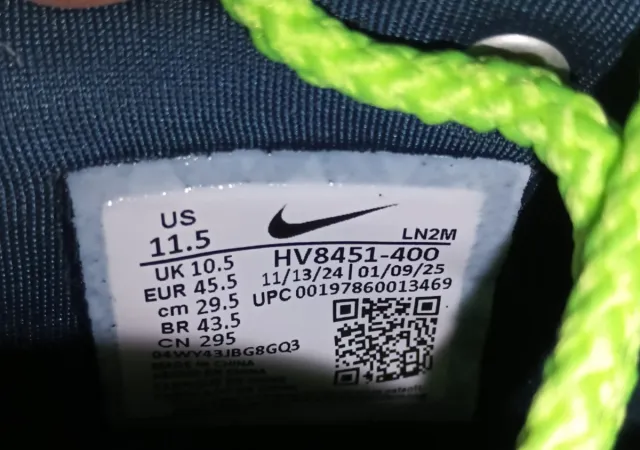 US
11.5
LN2M
UK 10.5
EUR 45.5
cm 29.5
BR 43.5
CN 295
HV8451-400
11/13/24 | 01/09/25
UPC 00197860013469
04WY43JBG8GQ3
MADE IN CHINA